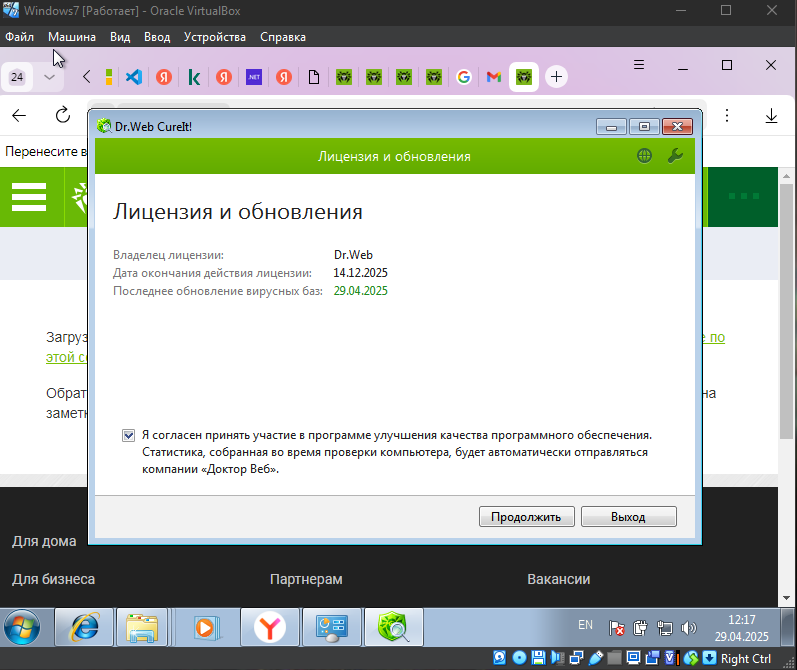 Windows7 [Работает] - Oracle VirtualBox
Файл Машина Вид Ввод Устройства Справка
24
Перенесите в
Dr.Web CureIt!
Лицензия и обновления
Лицензия и обновления
Владелец лицензии: Dr.Web
Дата окончания действия лицензии: 14.12.2025
Последнее обновление вирусных баз: 29.04.2025
Загруз
е по
этой с
Обрат
на
заметк
Я согласен принять участие в программе улучшения качества программного обеспечения.
Статистика, собранная во время проверки компьютера, будет автоматически отправляться
компании «Доктор Веб».
Продолжить Выход
Для дома
Для бизнеса Партнерам Вакансии
EN
12:17
29.04.2025
Right Ctrl